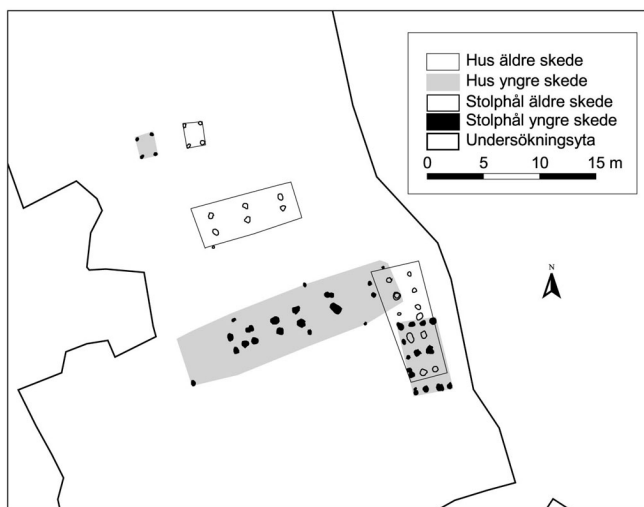 Hus äldre skede
Hus yngre skede
Stolphål äldre skede
Stolphål yngre skede
Undersökningsyta
0 5 10 15 m
N